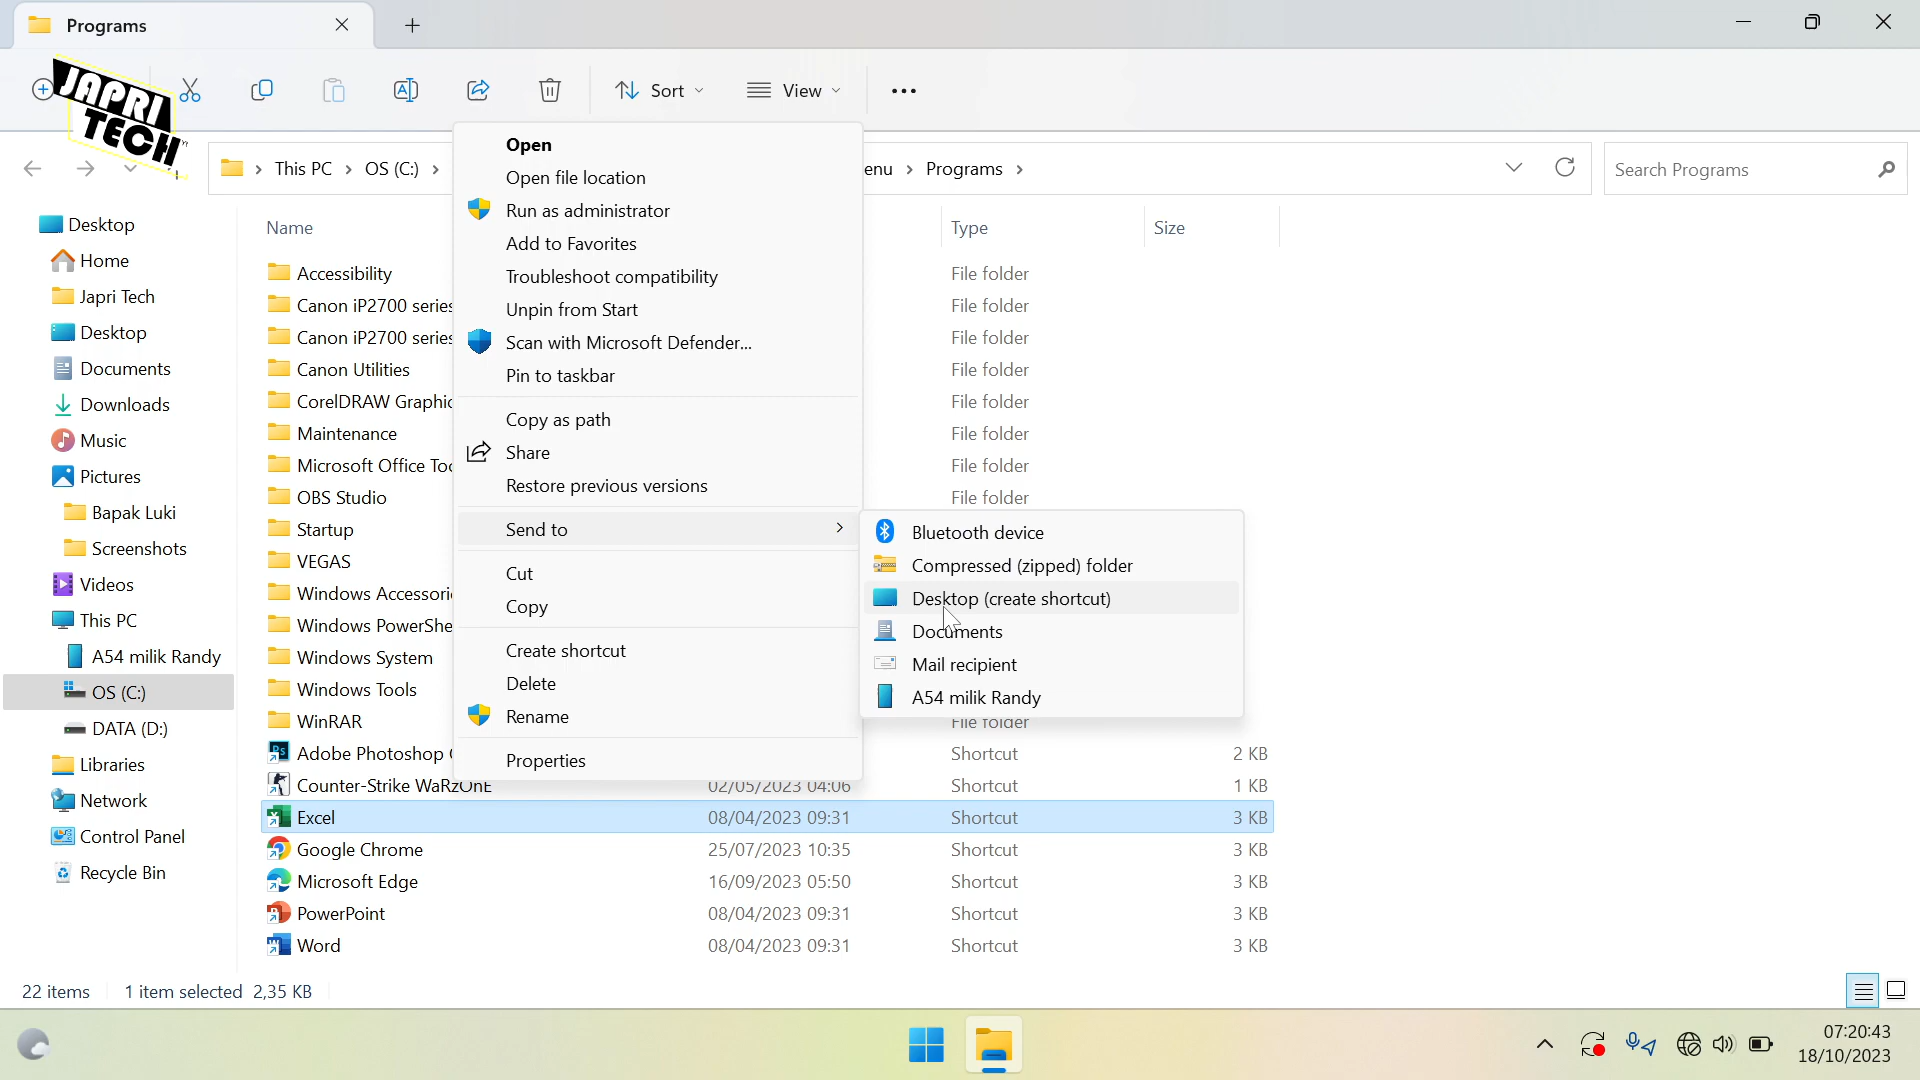 Programs
JAPRI
TECH
Sort
View
This PC
OS (C:)
enu
Programs
Search Programs
Name
Type
Size
Desktop
Home
Japri Tech
Desktop
Documents
Downloads
Music
Pictures
Bapak Luki
Screenshots
Videos
This PC
A54 milik Randy
OS (C:)
DATA (D:)
Libraries
Network
Control Panel
Recycle Bin
Accessibility File folder
Canon iP2700 series File folder
Canon iP2700 series File folder
Canon Utilities File folder
CorelDRAW Graphic File folder
Maintenance File folder
Microsoft Office Too File folder
OBS Studio File folder
Startup
VEGAS
Windows Accessori
Windows PowerShe
Windows System
Windows Tools
WinRAR File folder
Adobe Photoshop Shortcut 2 KB
Counter-Strike WaRzOnE 02/05/2023 04:06 Shortcut 1 KB
Excel 08/04/2023 09:31 Shortcut 3 KB
Google Chrome 25/07/2023 10:35 Shortcut 3 KB
Microsoft Edge 16/09/2023 05:50 Shortcut 3 KB
PowerPoint 08/04/2023 09:31 Shortcut 3 KB
Word 08/04/2023 09:31 Shortcut 3 KB
Open
Open file location
Run as administrator
Add to Favorites
Troubleshoot compatibility
Unpin from Start
Scan with Microsoft Defender...
Pin to taskbar
Copy as path
Share
Restore previous versions
Send to
Cut
Copy
Create shortcut
Delete
Rename
Properties
Bluetooth device
Compressed (zipped) folder
Desktop (create shortcut)
Documents
Mail recipient
A54 milik Randy
22 items
1 item selected 2,35 KB
07:20:43
18/10/2023